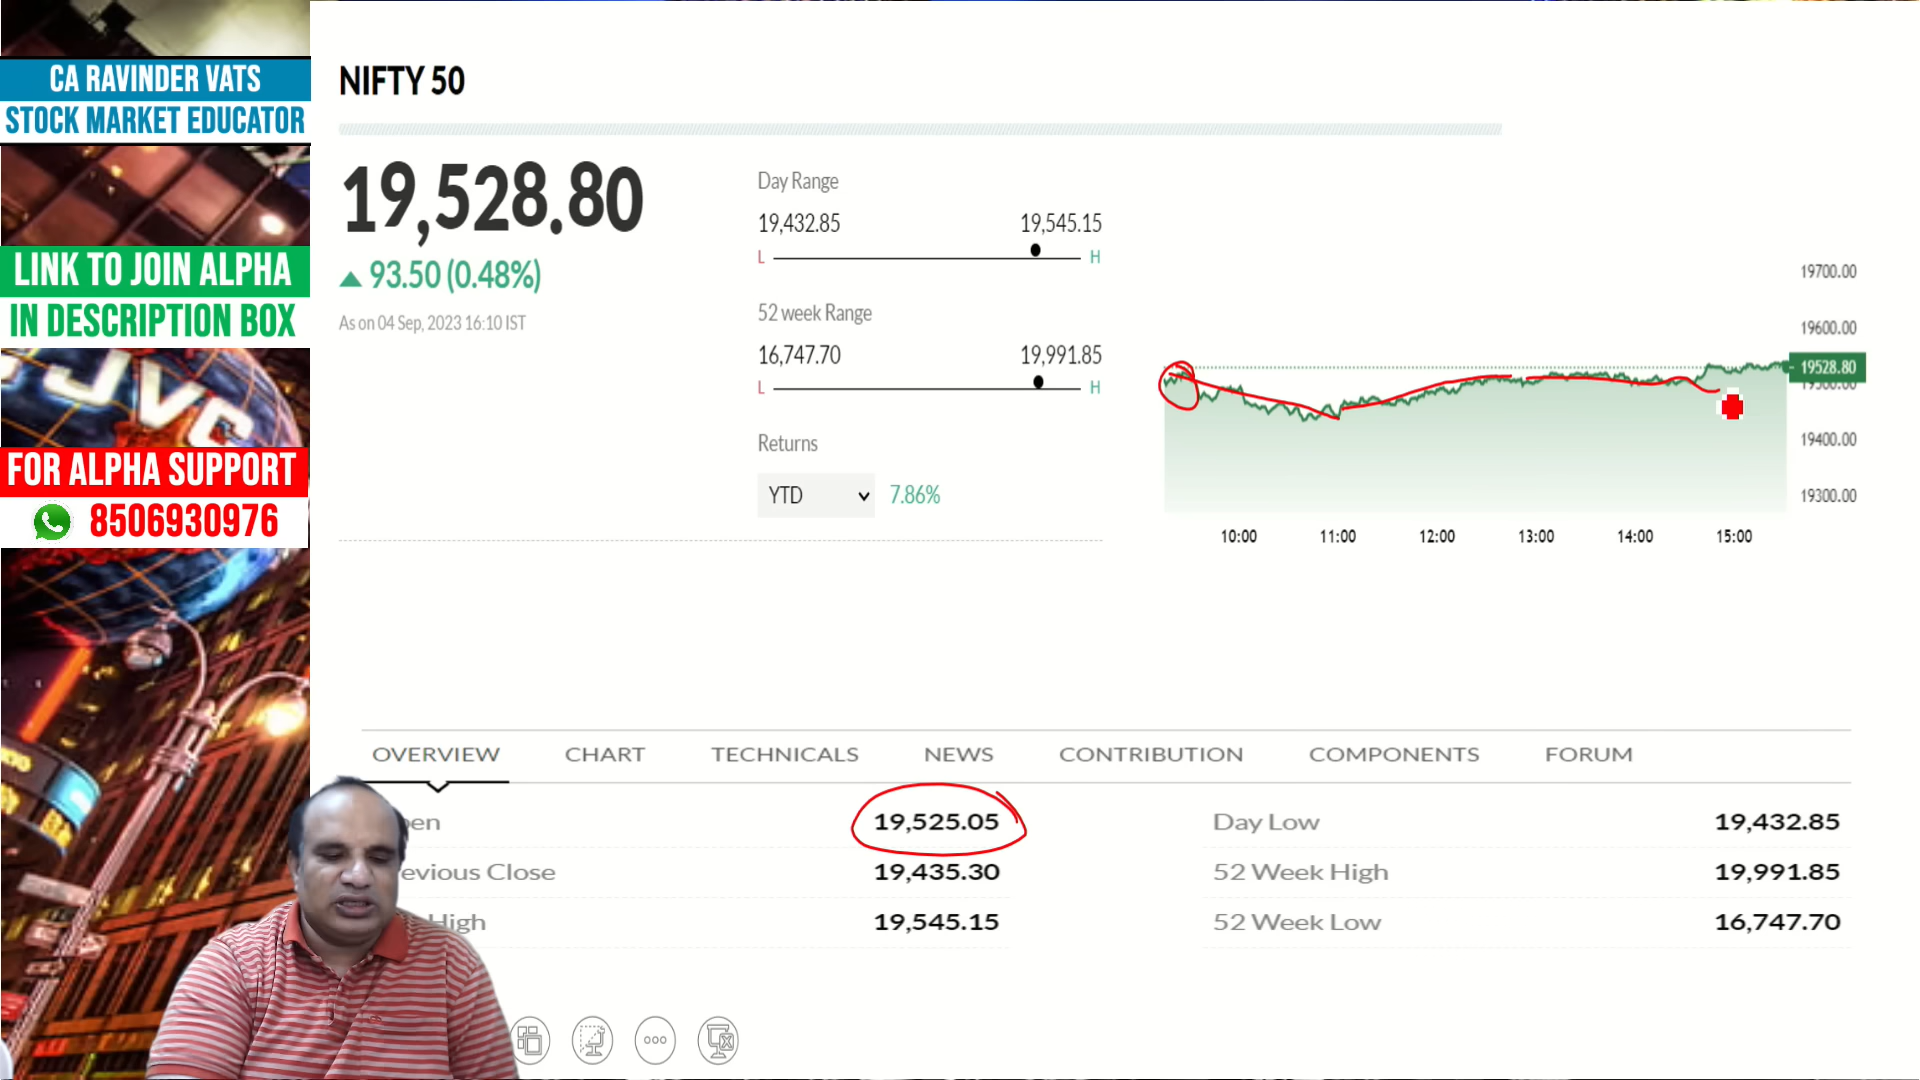 CA RAVINDER VATS
STOCK MARKET EDUCATOR
LINK TO JOIN ALPHA
IN DESCRIPTION BOX
JVC
FOR ALPHA SUPPORT
8506930976
NIFTY 50
19,528.80
93.50 (0.48%)
As on 04 Sep, 2023 16:10 IST
Day Range
19,432.85 19,545.15
L H
52 week Range
16,747.70 19,991.85
L H
Returns
YTD 7.86%
19700.00
19600.00
19528.80
19500.00
19400.00
19300.00
10:00 11:00 12:00 13:00 14:00 15:00
OVERVIEW CHART TECHNICALS NEWS CONTRIBUTION COMPONENTS FORUM
pen 19,525.05 Day Low 19,432.85
evious Close 19,435.30 52 Week High 19,991.85
High 19,545.15 52 Week Low 16,747.70